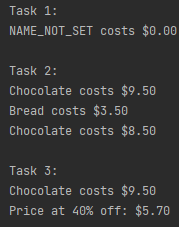 Task 1:
NAME_NOT_SET costs $0.00
Task 2:
Chocolate costs $9.50
Bread costs $3.50
Chocolate costs $8.50
Task 3:
Chocolate costs $9.50
Price at 40% off: $5.70